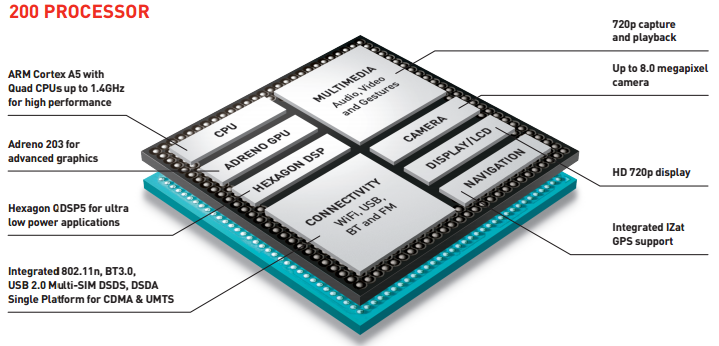 200 PROCESSOR
ARM Cortex A5 with
Quad CPUs up to 1.4GHz
for high performance
Adreno 203 for
advanced graphics
Hexagon QDSP5 for ultra
low power applications
Integrated 802.11n, BT3.0,
USB 2.0 Multi-SIM DSDS, DSDA
Single Platform for CDMA & UMTS
MULTIMEDIA
Audio, Video
and Gestures
CPU
ADRENO GPU
HEXAGON DSP
CONNECTIVITY
WiFi, USB,
BT and FM
CAMERA
DISPLAY/LCD
NAVIGATION
720p capture
and playback
Up to 8.0 megapixel
camera
HD 720p display
Integrated IZat
GPS support